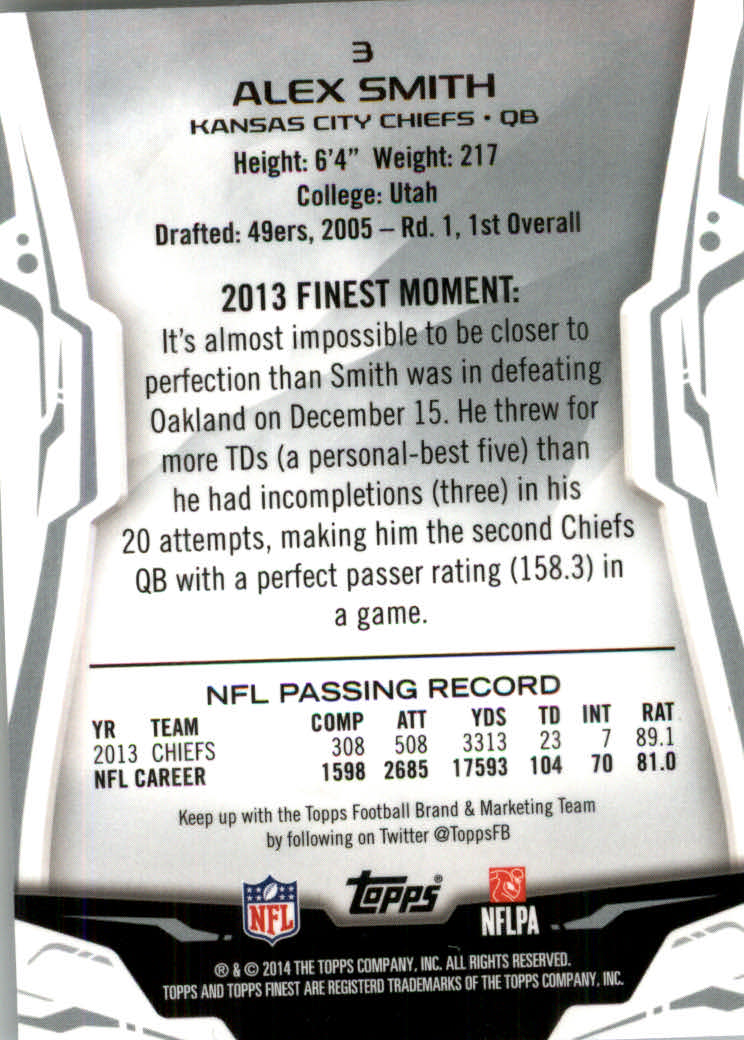 3
ALEX SMITH
KANSAS CITY CHIEFS • QB
Height: 6'4" Weight: 217
College: Utah
Drafted: 49ers, 2005 – Rd. 1, 1st Overall
2013 FINEST MOMENT:
It's almost impossible to be closer to
perfection than Smith was in defeating
Oakland on December 15. He threw for
more TDs (a personal-best five) than
he had incompletions (three) in his
20 attempts, making him the second Chiefs
QB with a perfect passer rating (158.3) in
a game.
NFL PASSING RECORD
YR TEAM COMP ATT YDS TD INT RAT
2013 CHIEFS 308 508 3313 23 7 89.1
NFL CAREER 1598 2685 17593 104 70 81.0
Keep up with the Topps Football Brand & Marketing Team
by following on Twitter @ToppsFB
NFL Topps® NFLPA
® & © 2014 THE TOPPS COMPANY, INC. ALL RIGHTS RESERVED.
TOPPS AND TOPPS FINEST ARE REGISTERD TRADEMARKS OF THE TOPPS COMPANY, INC.